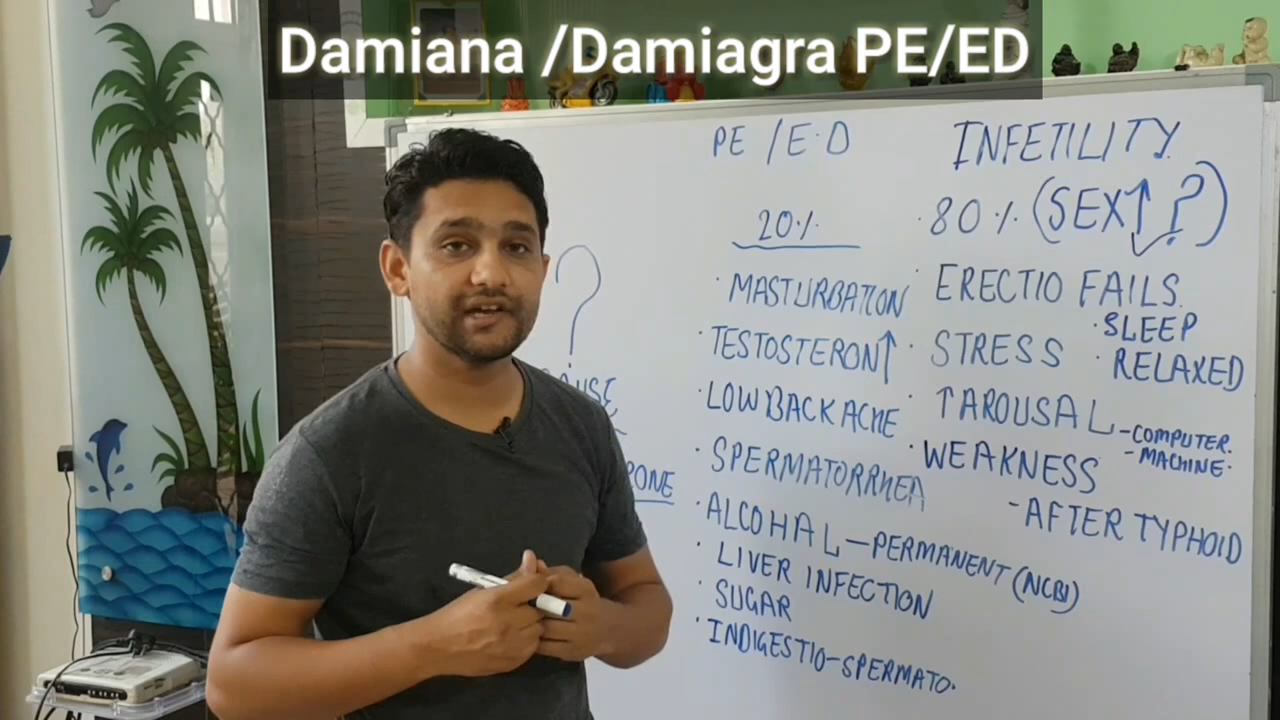 Damiana /Damiagra PE/ED
PE /E.D
20%
• MASTURBATION
• TESTOSTERON↑
• LOW BACK ACHE
• SPERMATORRHEA
• ALCOHAL – PERMANENT (NCBI)
• LIVER INFECTION
• SUGAR
• INDIGESTIO-SPERMATO.
INFETILITY
• 80% (SEX↑ ?)
• ERECTIO FAILS
• STRESS
• SLEEP
• RELAXED
• ↑AROUSAL
- COMPUTER.
- MACHINE.
• WEAKNESS
- AFTER TYPHOID
?